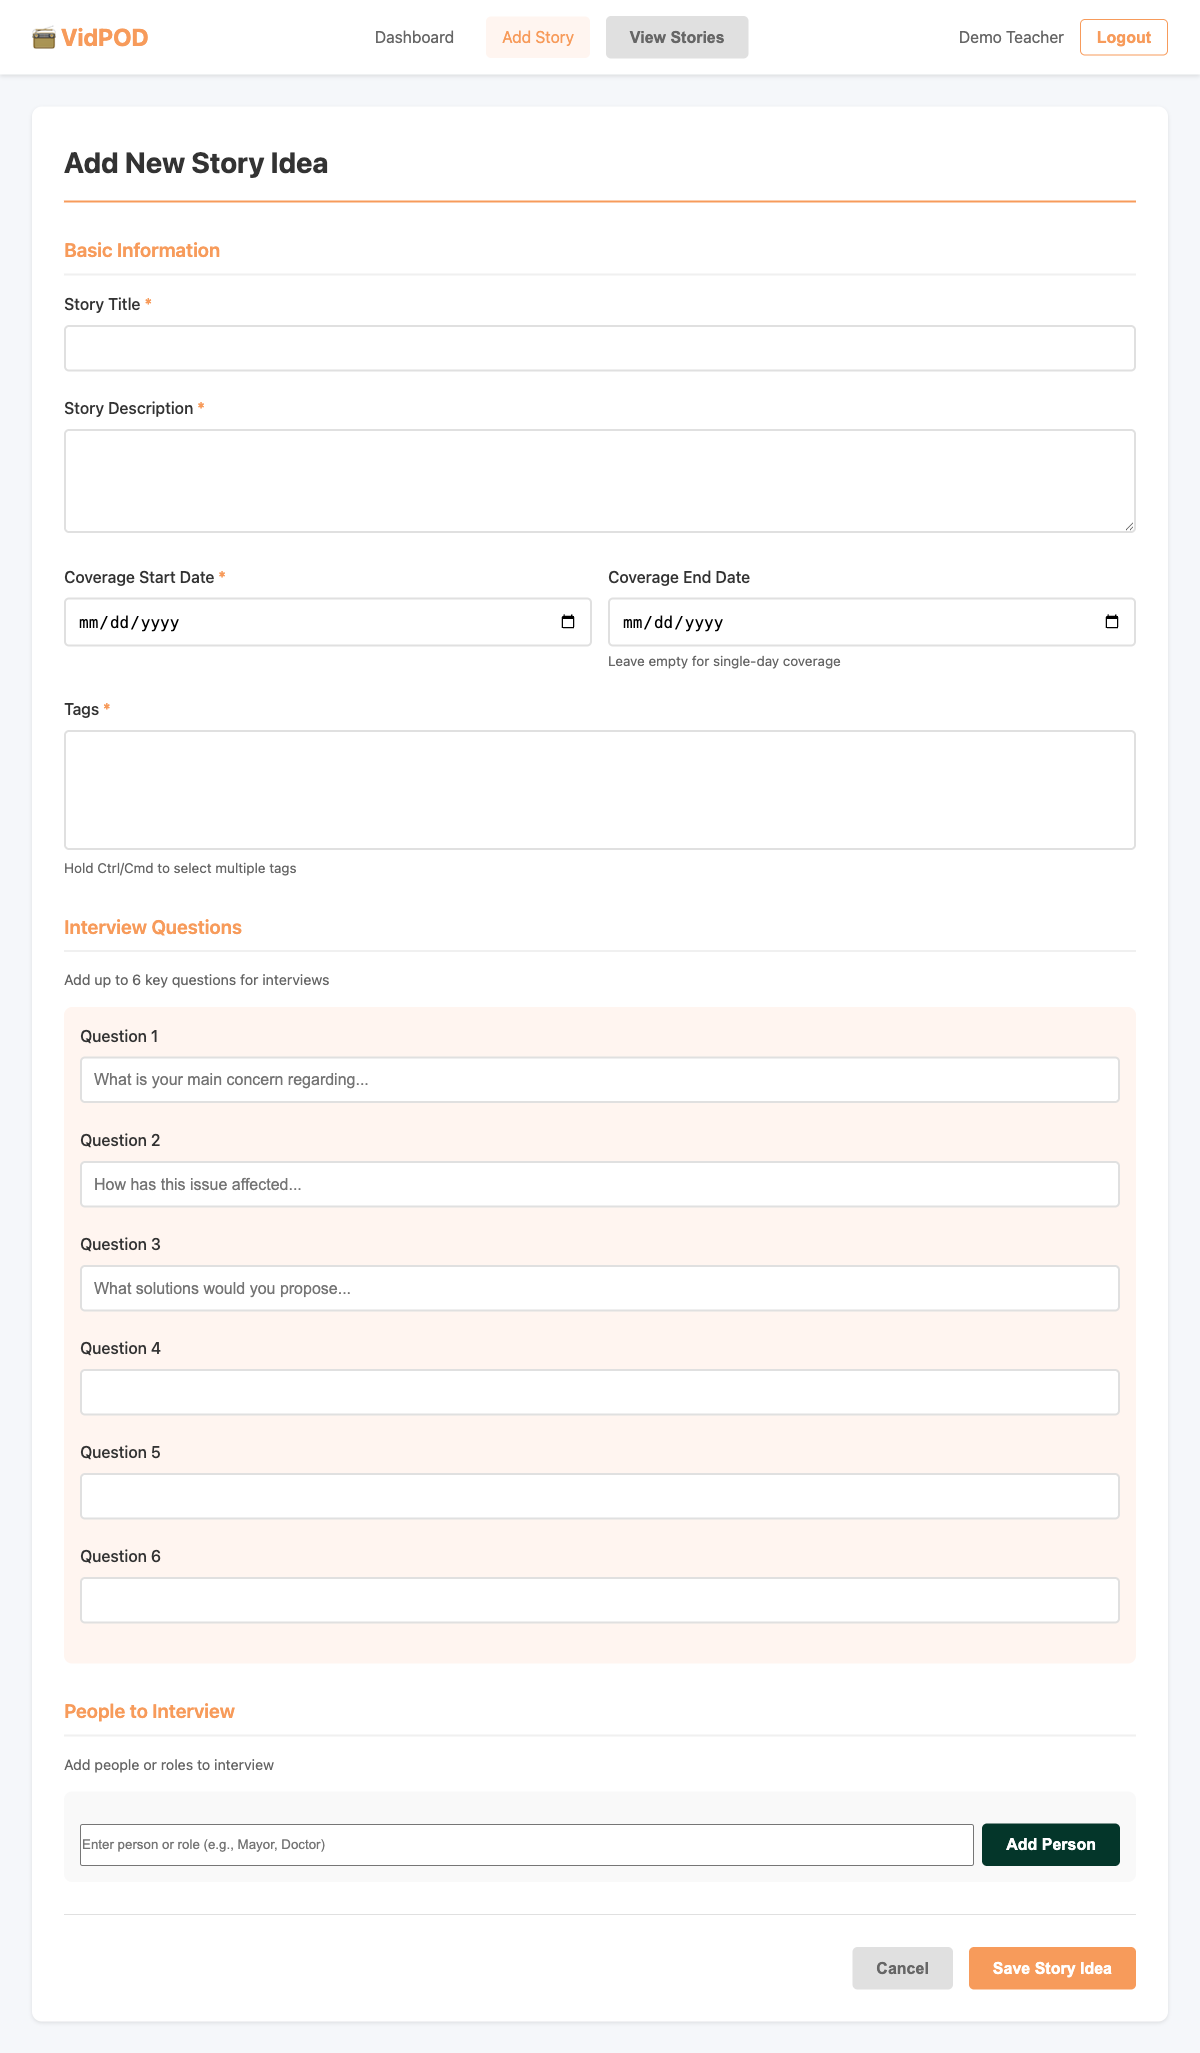 VidPOD
Dashboard
Add Story
View Stories
Demo Teacher
Logout
Add New Story Idea
Basic Information
Story Title *
Story Description *
Coverage Start Date *
Coverage End Date
mm/dd/yyyy
mm/dd/yyyy
Leave empty for single-day coverage
Tags *
Hold Ctrl/Cmd to select multiple tags
Interview Questions
Add up to 6 key questions for interviews
Question 1
What is your main concern regarding...
Question 2
How has this issue affected...
Question 3
What solutions would you propose...
Question 4
Question 5
Question 6
People to Interview
Add people or roles to interview
Enter person or role (e.g., Mayor, Doctor)
Add Person
Cancel
Save Story Idea